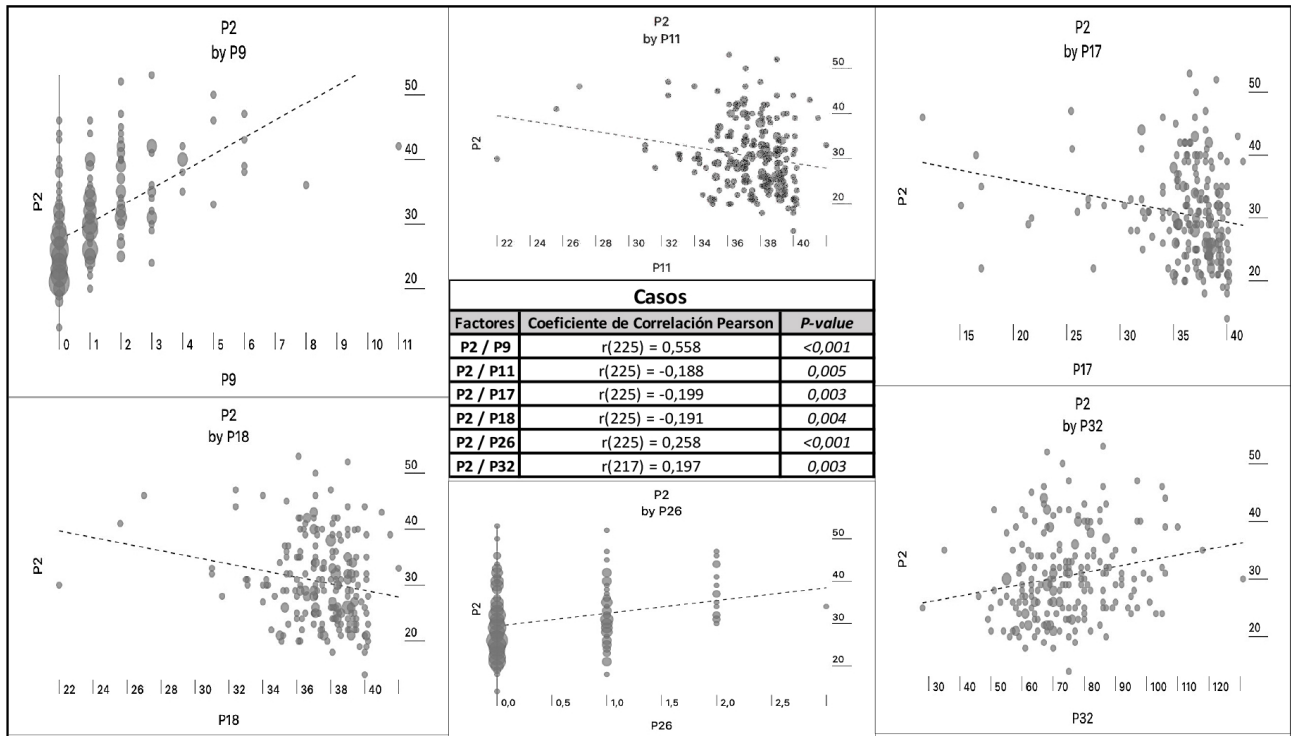 P2
by P9
50
40
30
20
P2
0 1 2 3 4 5 6 7 8 9 10 11
P9
P2
by P11
50
40
30
20
P2
22 24 26 28 30 32 34 36 38 40
P11
P2
by P17
50
40
30
20
P2
15 20 25 30 35 40
P17
Casos
Factores Coeficiente de Correlación Pearson P-value
P2 / P9 r(225) = 0,558 <0,001
P2 / P11 r(225) = -0,188 0,005
P2 / P17 r(225) = -0,199 0,003
P2 / P18 r(225) = -0,191 0,004
P2 / P26 r(225) = 0,258 <0,001
P2 / P32 r(217) = 0,197 0,003
P2
by P18
50
40
30
20
P2
22 24 26 28 30 32 34 36 38 40
P18
P2
by P26
50
40
30
20
P2
0,0 0,5 1,0 1,5 2,0 2,5
P26
P2
by P32
50
40
30
20
P2
30 40 50 60 70 80 90 100 120
P32